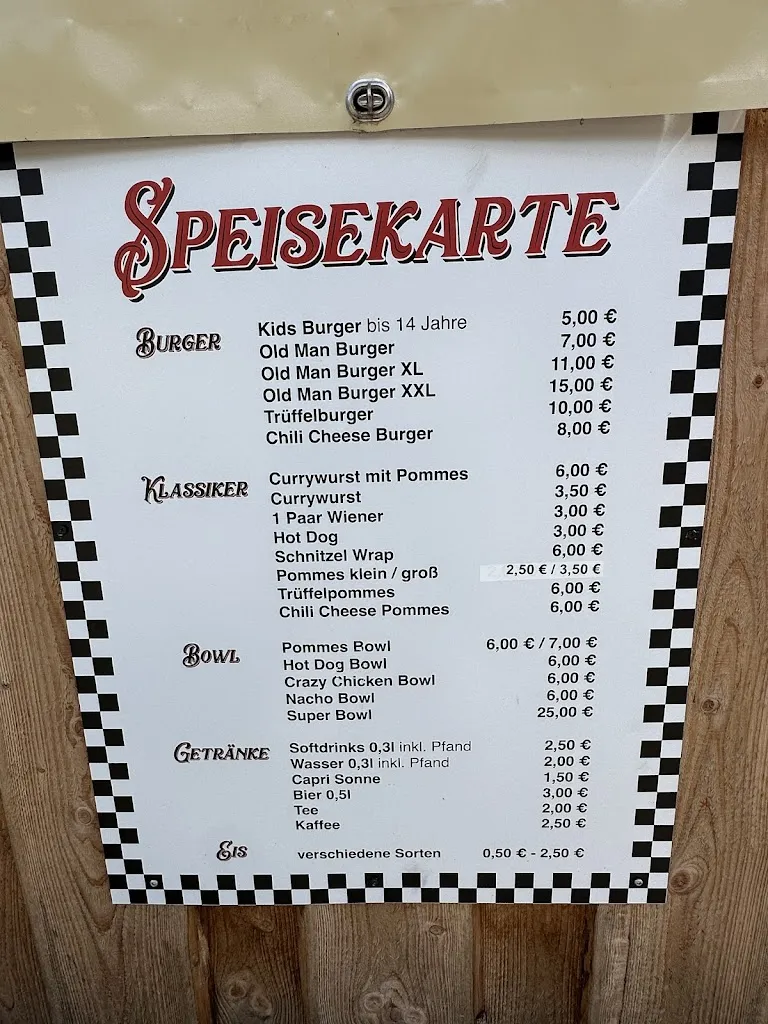 Speisekarte
Burger Kids Burger bis 14 Jahre 5,00 €
Old Man Burger 7,00 €
Old Man Burger XL 11,00 €
Old Man Burger XXL 15,00 €
Trüffelburger 10,00 €
Chili Cheese Burger 8,00 €
Klassiker Currywurst mit Pommes 6,00 €
Currywurst 3,50 €
1 Paar Wiener 3,00 €
Hot Dog 3,00 €
Schnitzel Wrap 6,00 €
Pommes klein / groß 2,50 € / 3,50 €
Trüffelpommes 6,00 €
Chili Cheese Pommes 6,00 €
Bowl Pommes Bowl 6,00 € / 7,00 €
Hot Dog Bowl 6,00 €
Crazy Chicken Bowl 6,00 €
Nacho Bowl 6,00 €
Super Bowl 25,00 €
Getränke Softdrinks 0,3l inkl. Pfand 2,50 €
Wasser 0,3l inkl. Pfand 2,00 €
Capri Sonne 1,50 €
Bier 0,5l 3,00 €
Tee 2,00 €
Kaffee 2,50 €
Eis verschiedene Sorten 0,50 € - 2,50 €